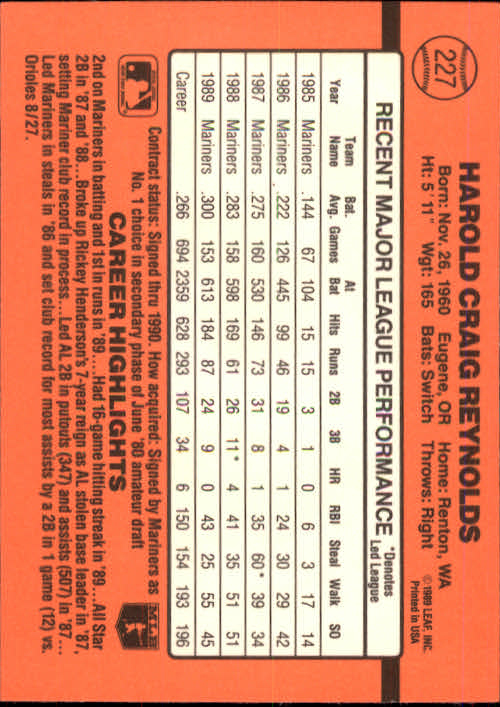 227
HAROLD CRAIG REYNOLDS
Born: Nov. 26, 1960 Eugene, OR Home: Renton, WA
Ht: 5' 11" Wgt: 165 Bats: Switch Throws: Right
© 1989 LEAF, INC.
Printed in USA
RECENT MAJOR LEAGUE PERFORMANCE
*Denotes
Led League
Year Team Name Bat. Avg. Games At Bat Hits Runs 2B 3B HR RBI Steal Walk SO
1985 Mariners .144 67 104 15 15 3 1 0 6 3 17 14
1986 Mariners .222 126 445 99 46 19 4 1 24 30 29 42
1987 Mariners .275 160 530 146 73 31 8 1 35 60* 39 34
1988 Mariners .283 158 598 169 61 26 11* 4 41 35 51 51
1989 Mariners .300 153 613 184 87 24 9 0 43 25 55 45
Career .266 694 2359 628 293 107 34 6 150 154 193 196
Contract status: Signed thru 1990. How acquired: Signed by Mariners as
No. 1 choice in secondary phase of June '80 amateur draft
CAREER HIGHLIGHTS
MLB
2nd on Mariners in batting and 1st in runs in '89...Had 16-game hitting streak in '89...All Star
2B in '87 and '88...Broke up Rickey Henderson's 7-year reign as AL stolen base leader in '87,
setting Mariner club record in process...Led AL 2B in putouts (347) and assists (507) in '87...
Led Mariners in steals in '86 and set club record for most assists by a 2B in 1 game (12) vs.
Orioles 8/27.